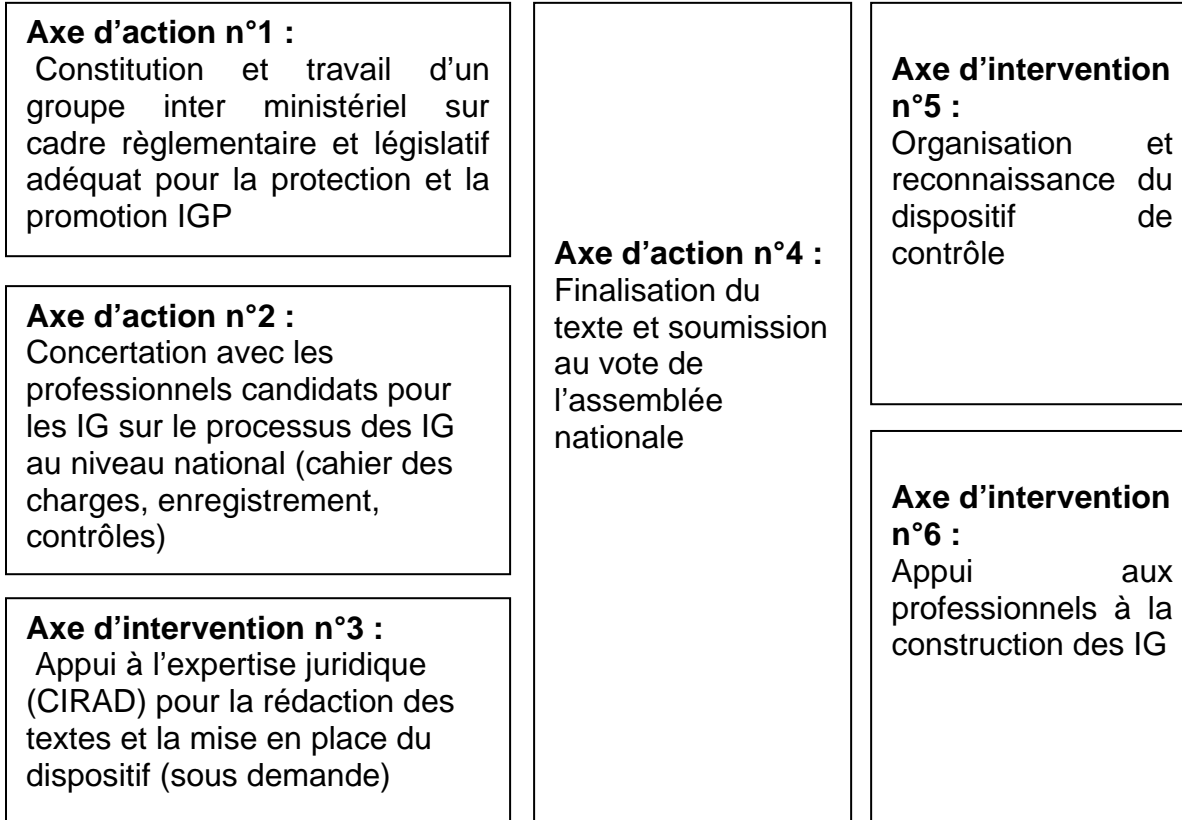 Axe d’action n°1 :
Constitution et travail d’un
groupe inter ministériel sur
cadre règlementaire et législatif
adéquat pour la protection et la
promotion IGP
Axe d’action n°2 :
Concertation avec les
professionnels candidats pour
les IG sur le processus des IG
au niveau national (cahier des
charges, enregistrement,
contrôles)
Axe d’intervention n°3 :
Appui à l’expertise juridique
(CIRAD) pour la rédaction des
textes et la mise en place du
dispositif (sous demande)
Axe d’action n°4 :
Finalisation du
texte et soumission
au vote de
l’assemblée
nationale
Axe d’intervention
n°5 :
Organisation et
reconnaissance du
dispositif de
contrôle
Axe d’intervention
n°6 :
Appui aux
professionnels à la
construction des IG